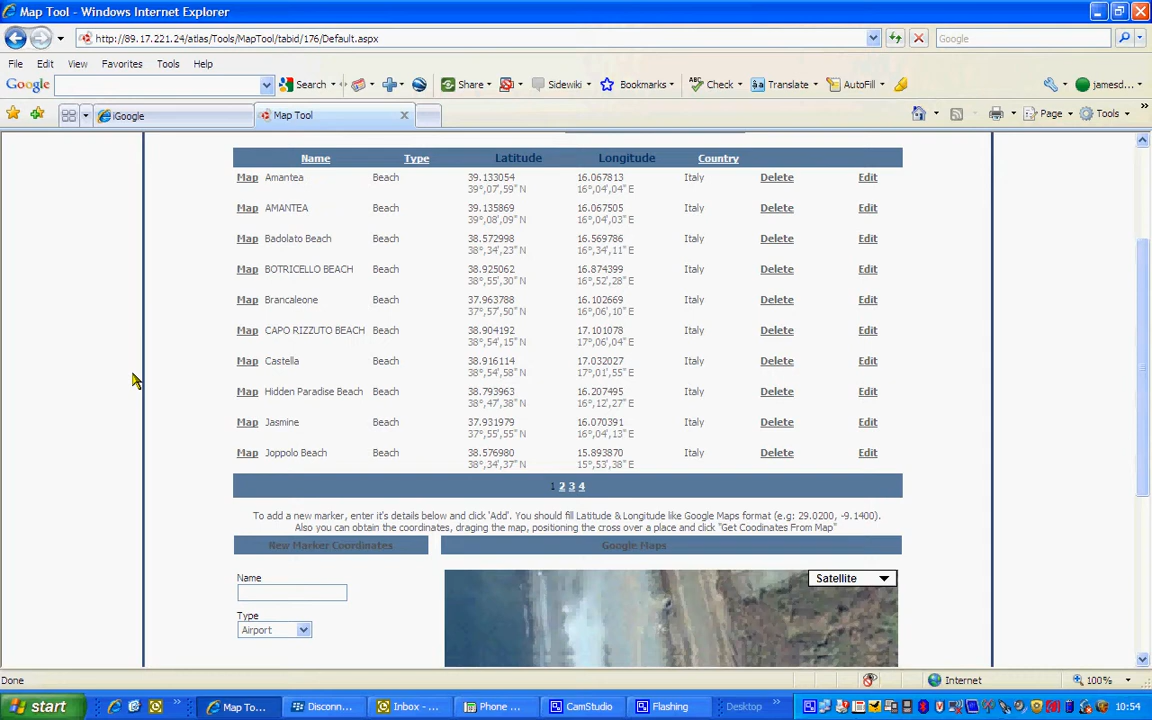 Map Tool - Windows Internet Explorer
http://89.17.221.24/atlas/Tools/MapTool/tabid/176/Default.aspx
Google
File Edit View Favorites Tools Help
Google Search Share Sidewiki Bookmarks Check Translate AutoFill jamesd...
iGoogle Map Tool Page Tools
Name Type Latitude Longitude Country
Map Amantea Beach 39.133054 16.067813 Italy Delete Edit
39°,07',59" N 16°,04',04" E
Map AMANTEA Beach 39.135869 16.067505 Italy Delete Edit
39°,08',09" N 16°,04',03" E
Map Badolato Beach Beach 38.572998 16.569786 Italy Delete Edit
38°,34',23" N 16°,34',11" E
Map BOTRICELLO BEACH Beach 38.925062 16.874399 Italy Delete Edit
38°,55',30" N 16°,52',28" E
Map Brancaleone Beach 37.963788 16.102669 Italy Delete Edit
37°,57',50" N 16°,06',10" E
Map CAPO RIZZUTO BEACH Beach 38.904192 17.101078 Italy Delete Edit
38°,54',15" N 17°,06',04" E
Map Castella Beach 38.916114 17.032027 Italy Delete Edit
38°,54',58" N 17°,01',55" E
Map Hidden Paradise Beach Beach 38.793963 16.207495 Italy Delete Edit
38°,47',38" N 16°,12',27" E
Map Jasmine Beach 37.931979 16.070391 Italy Delete Edit
37°,55',55" N 16°,04',13" E
Map Joppolo Beach Beach 38.576980 15.893870 Italy Delete Edit
38°,34',37" N 15°,53',38" E
1 2 3 4
To add a new marker, enter it's details below and click 'Add'. You should fill Latitude & Longitude like Google Maps format (e.g: 29.0200, -9.1400).
Also you can obtain the coordinates, draging the map, positioning the cross over a place and click "Get Coodinates From Map"
New Marker Coordinates Google Maps
Name
Satellite
Type
Airport
Done Internet 100%
start Map To... Disconn... Inbox - ... Phone ... CamStudio Flashing Desktop 10:54